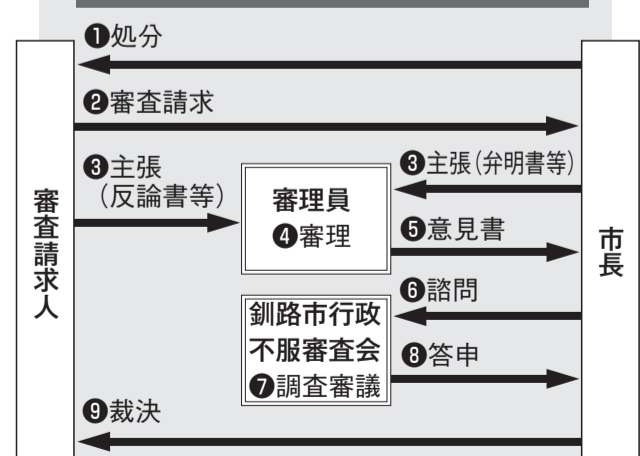 ❶処分
❷審査請求
❸主張
（反論書等）
❸主張（弁明書等）
審理員
❹審理
❺意見書
審査請求人
市長
❻諮問
釧路市行政
不服審査会
❼調査審議
❽答申
❾裁決